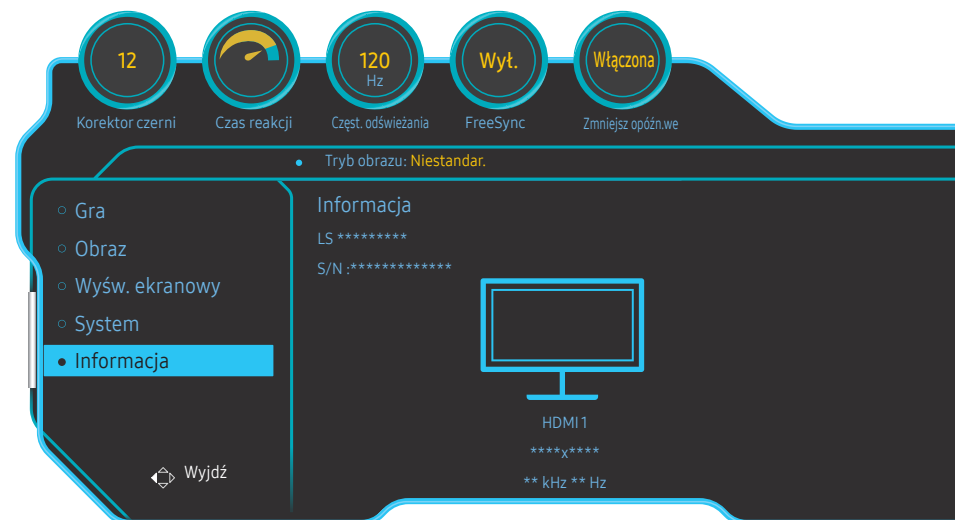 12
120
Hz
Wył.
Włączona
Korektor czerni
Czas reakcji
Częst. odświeżania
FreeSync
Zmniejsz opóźn.we
Tryb obrazu: Niestandar.
Gra
Obraz
Wyśw. ekranowy
System
Informacja
Wyjdź
Informacja
LS *********
S/N :*************
HDMI 1
****x****
** kHz ** Hz